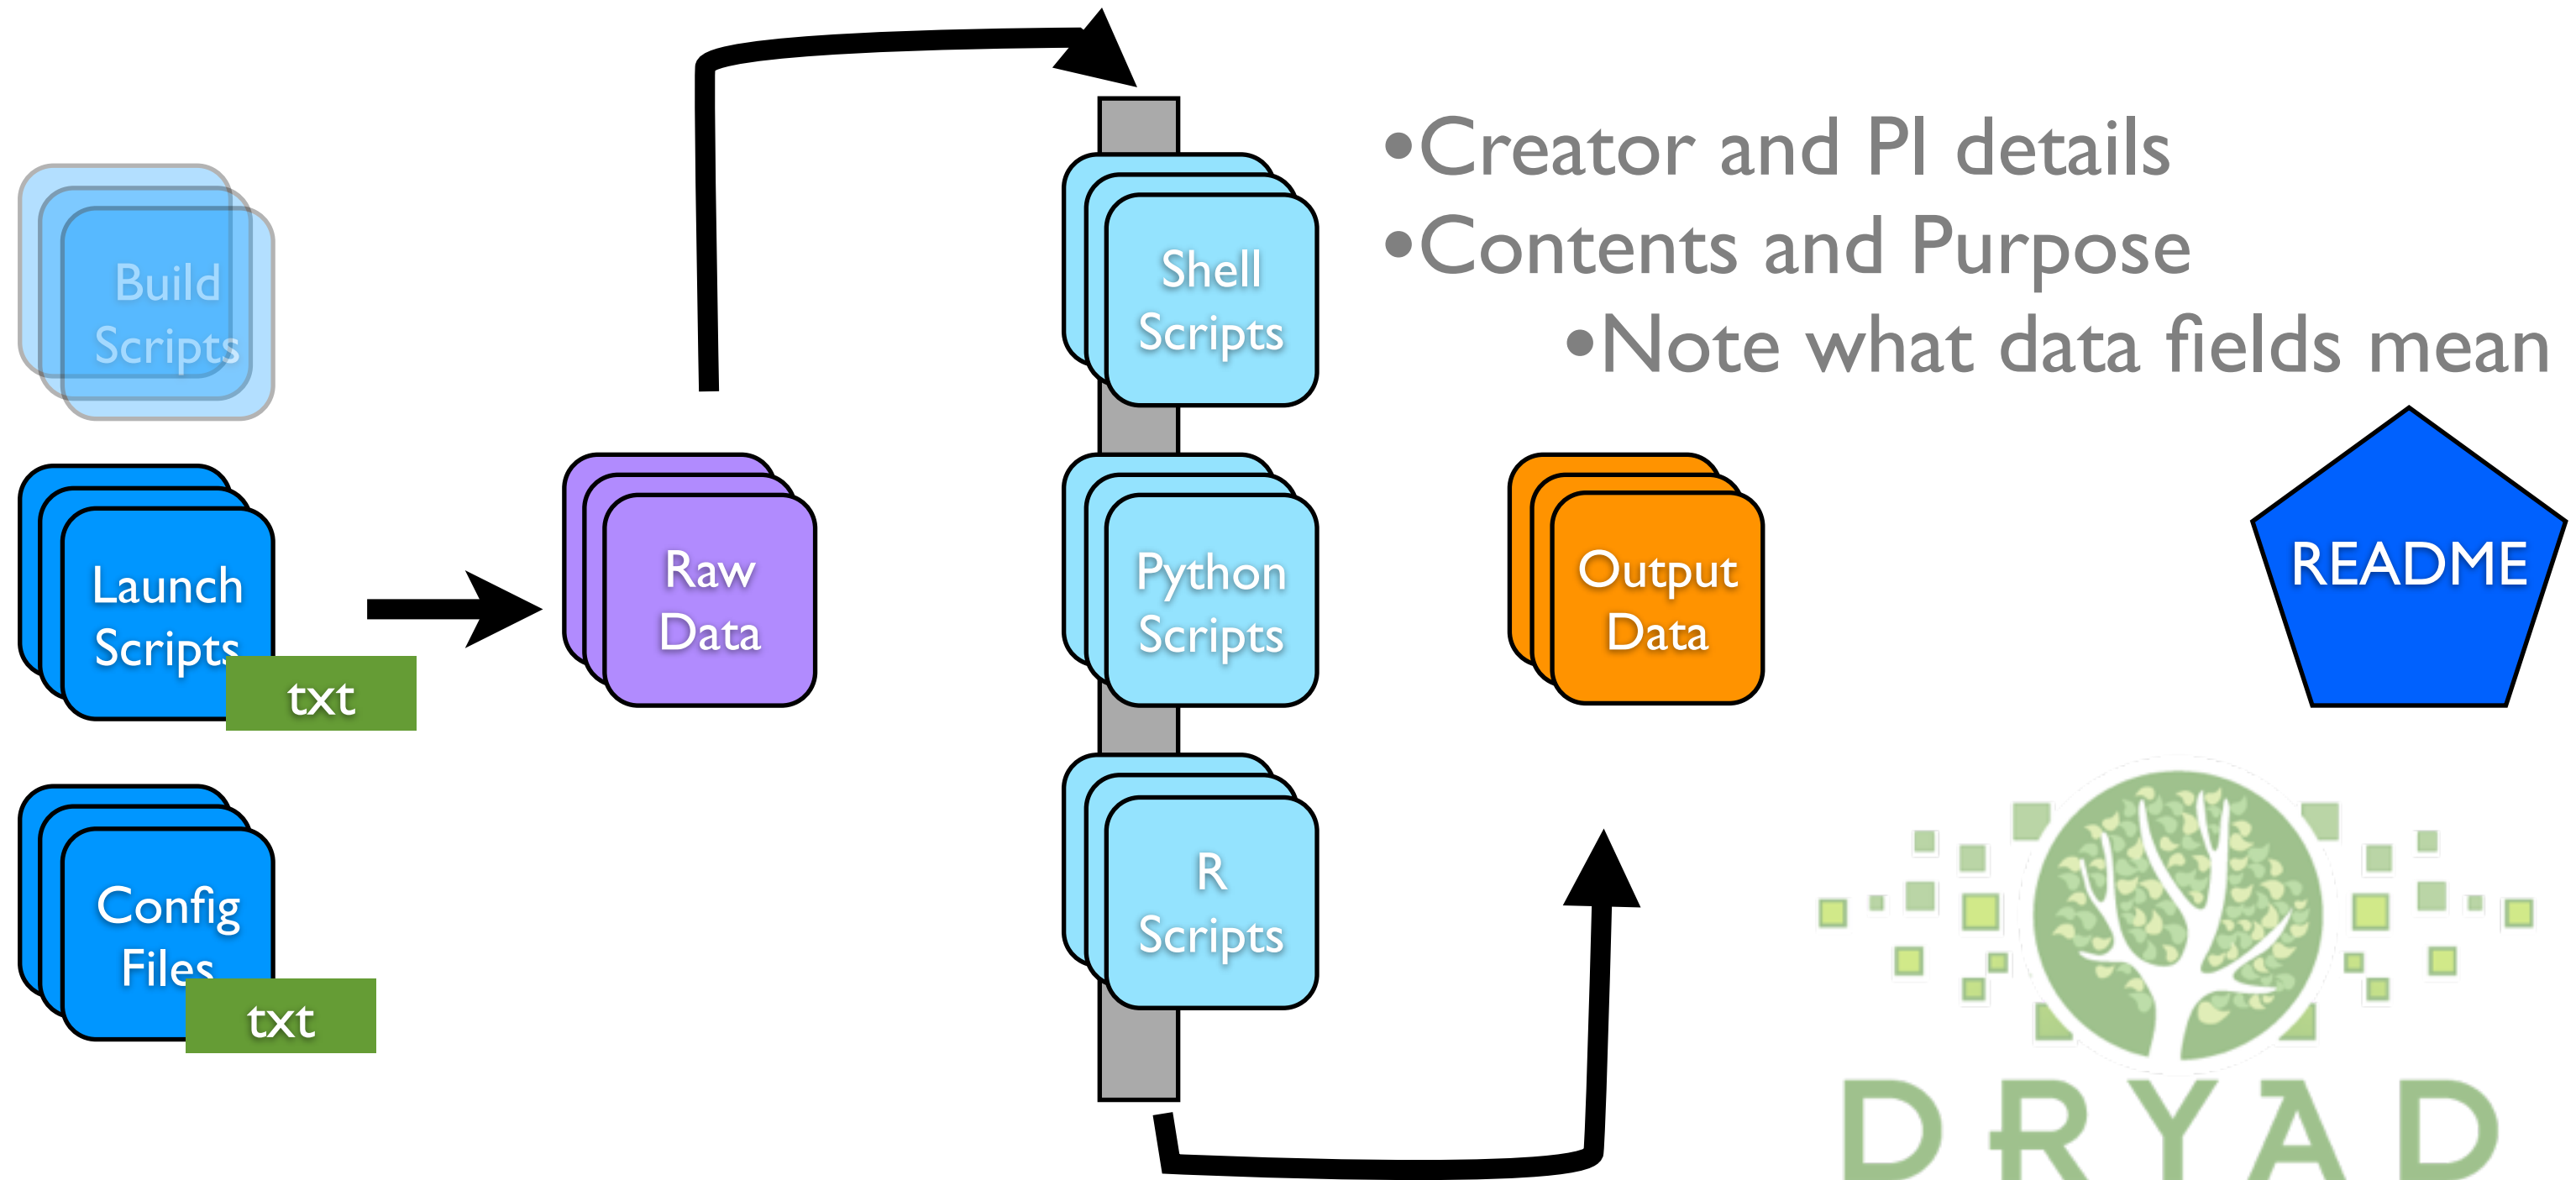 •Creator and PI details
•Contents and Purpose
•Note what data fields mean
Build
Scripts
Launch
Scripts
txt
Config
Files
txt
Raw
Data
Shell
Scripts
Python
Scripts
R
Scripts
Output
Data
README
DRYAD